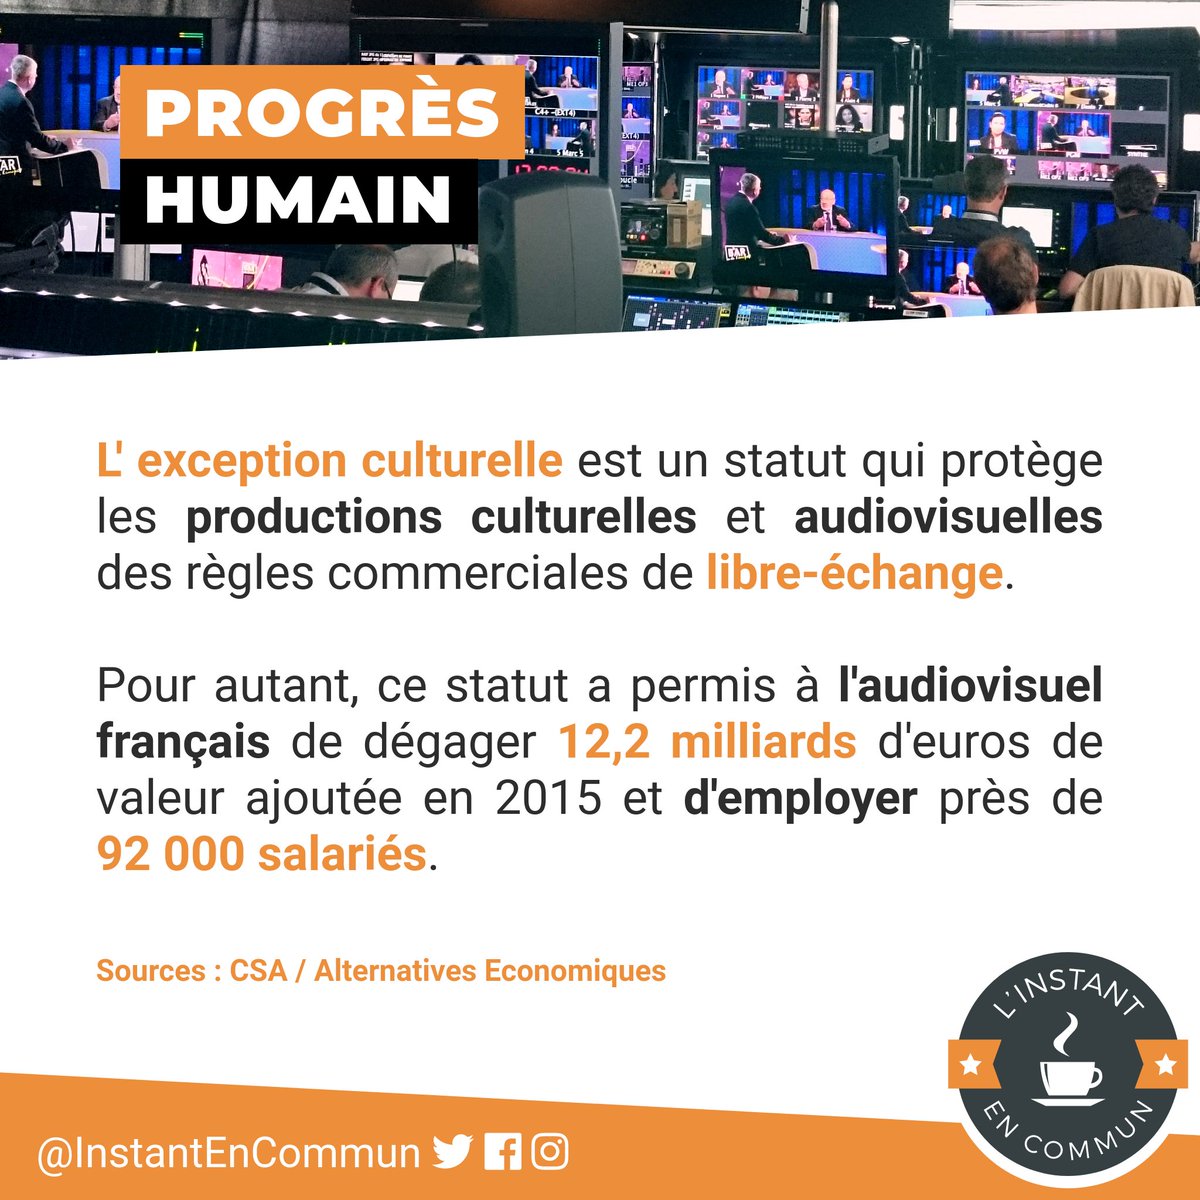 PROGRÈS
HUMAIN
L' exception culturelle est un statut qui protège
les productions culturelles et audiovisuelles
des règles commerciales de libre-échange.
Pour autant, ce statut a permis à l'audiovisuel
français de dégager 12,2 milliards d'euros de
valeur ajoutée en 2015 et d'employer près de
92 000 salariés.
Sources : CSA / Alternatives Economiques
L'INSTANT
EN COMMUN
@InstantEnCommun